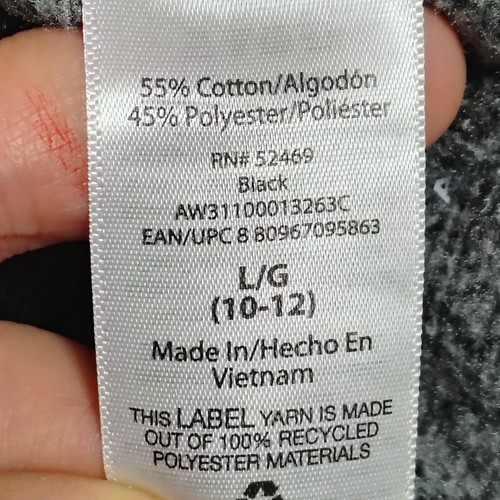 55% Cotton/Algodón
45% Polyester/Poliéster
RN# 52469
Black
AW31100013263C
EAN/UPC 8 80967095863
L/G
(10-12)
Made In/Hecho En
Vietnam
THIS LABEL YARN IS MADE
OUT OF 100% RECYCLED
POLYESTER MATERIALS